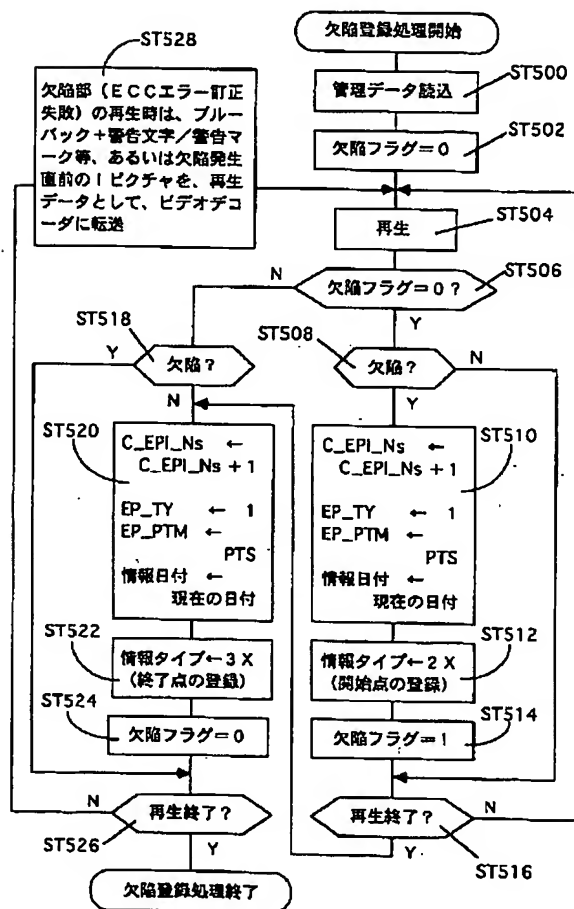 ST528
欠陥部(ECCエラー訂正
失敗)の再生時は、ブルー
バック+警告文字/警告マ
ーク等、あるいは欠陥発生
直前のIピクチャを、再生
データとして、ビデオデコ
ーダに転送
欠陥登録処理開始
ST500
管理データ読込
ST502
欠陥フラグ=0
ST504
再生
ST506
欠陥フラグ=0?
N
Y
ST518
欠陥?
Y
N
ST508
欠陥?
N
Y
ST520
C_EPI_Ns ←
C_EPI_Ns + 1
EP_TY ← 1
EP_PTM ←
PTS
情報日付 ←
現在の日付
ST510
C_EPI_Ns ←
C_EPI_Ns + 1
EP_TY ← 1
EP_PTM ←
PTS
情報日付 ←
現在の日付
ST522
情報タイプ←3X
(終了点の登録)
ST512
情報タイプ←2X
(開始点の登録)
ST524
欠陥フラグ=0
ST514
欠陥フラグ=1
N
再生終了?
ST526
Y
再生終了?
N
Y
ST516
欠陥登録処理終了